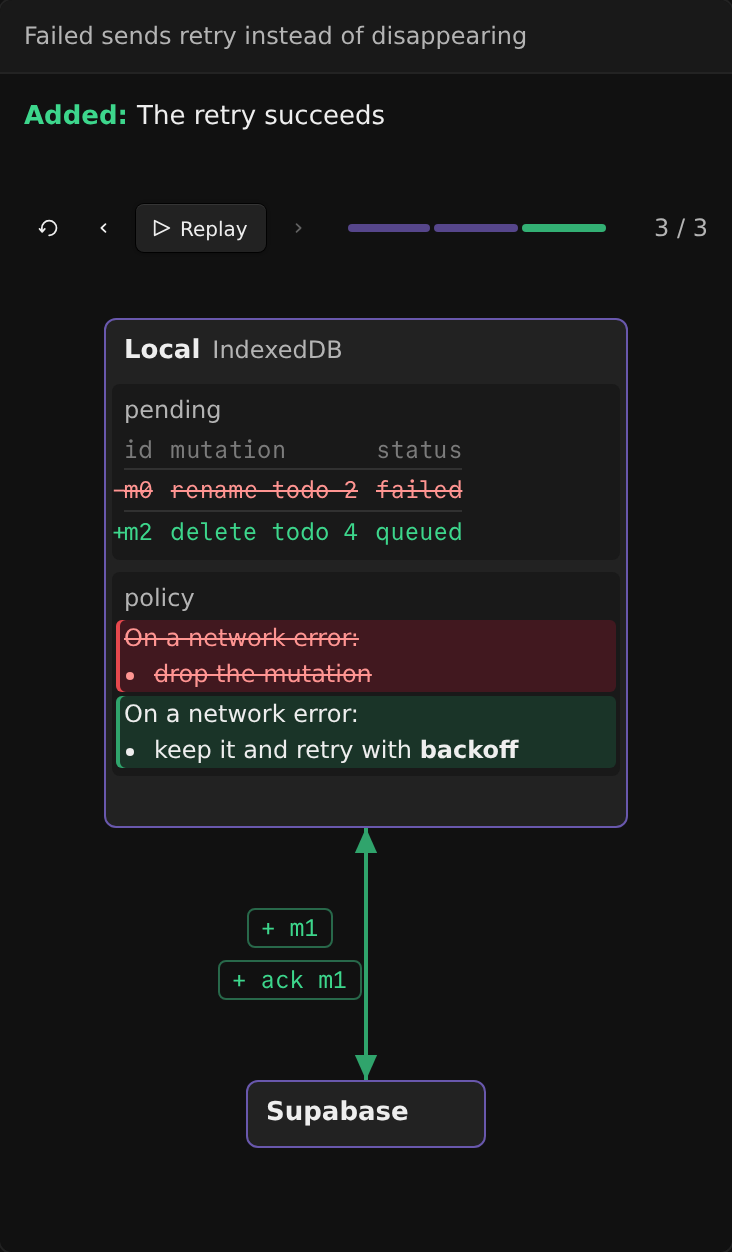 Failed sends retry instead of disappearing
Added: The retry succeeds
Replay
3 / 3
Local IndexedDB
pending
id mutation status
−m0 rename todo 2 failed
+m2 delete todo 4 queued
policy
On a network error:
• drop the mutation
On a network error:
• keep it and retry with backoff
+ m1
+ ack m1
Supabase